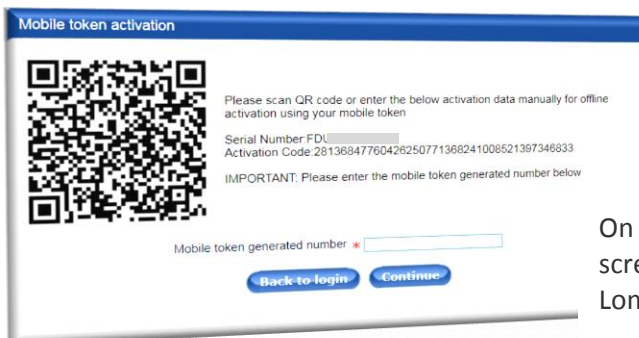 Mobile token activation
Please scan QR code or enter the below activation data manually for offline
activation using your mobile token
Serial Number:FDU
Activation Code:28136847760426250771368241008521397346833
IMPORTANT: Please enter the mobile token generated number below
Mobile token generated number *
Back to login Continue
On
scre
Lon